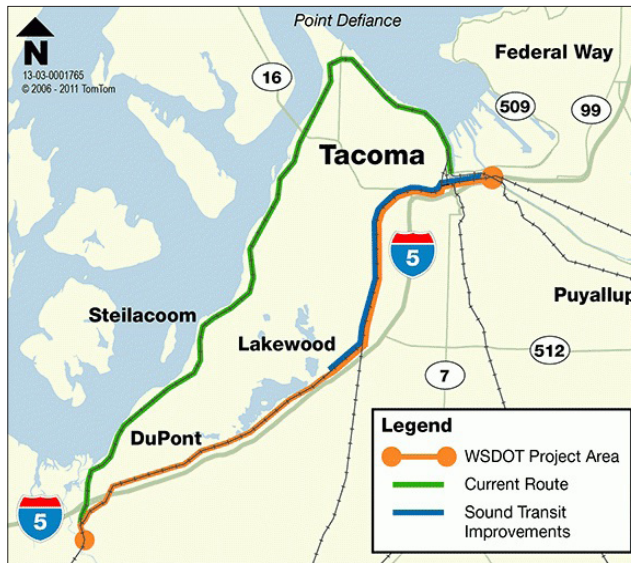 Point Defiance
N
13-03-0001765
© 2006 - 2011 TomTom
Federal Way
16
509
99
Tacoma
5
Puyallup
Steilacoom
Lakewood
512
7
DuPont
5
Legend
WSDOT Project Area
Current Route
Sound Transit
Improvements